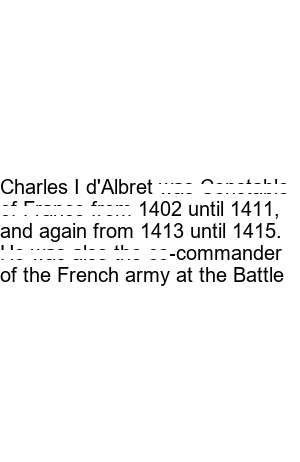 Charles I d'Albret was Constable
of France from 1402 until 1411,
and again from 1413 until 1415.
He was also the co-commander
of the French army at the Battle